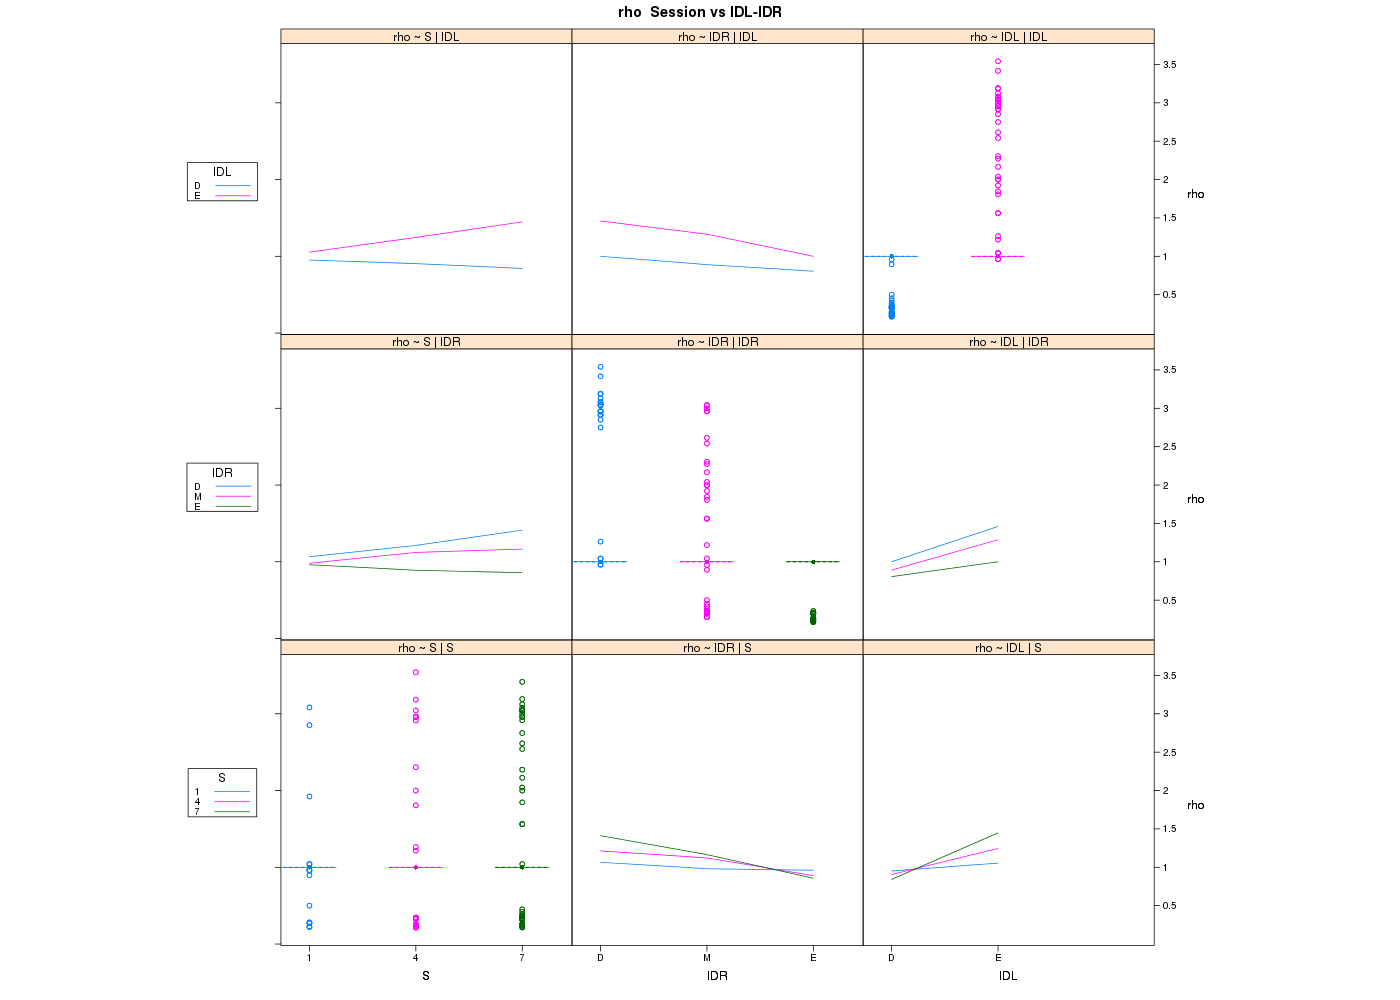 rho  Session vs IDL-IDR
rho ~ S | IDL
rho ~ IDR | IDL
rho ~ IDL | IDL
3.5
3
2.5
2
1.5
1
0.5
rho
IDL
D
E
rho ~ S | IDR
rho ~ IDR | IDR
rho ~ IDL | IDR
3.5
3
2.5
2
1.5
1
0.5
rho
IDR
D
M
E
rho ~ S | S
rho ~ IDR | S
rho ~ IDL | S
3.5
3
2.5
2
1.5
1
0.5
rho
S
1
4
7
1 4 7
D M E
D E
S
IDR
IDL